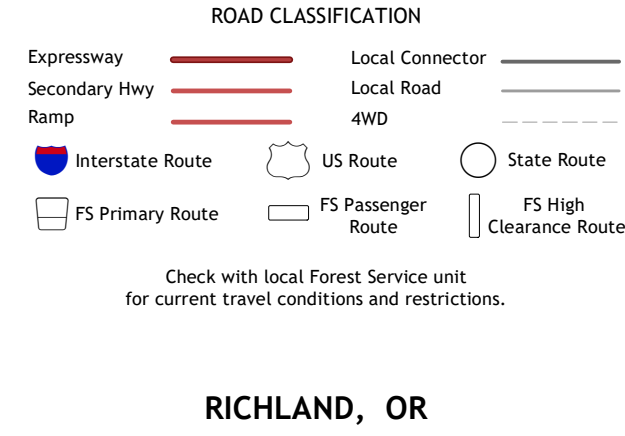 ROAD CLASSIFICATION
Expressway
Local Connector
Secondary Hwy
Local Road
Ramp
4WD
Interstate Route
US Route
State Route
FS Primary Route
FS Passenger
Route
FS High
Clearance Route
Check with local Forest Service unit
for current travel conditions and restrictions.
RICHLAND, OR